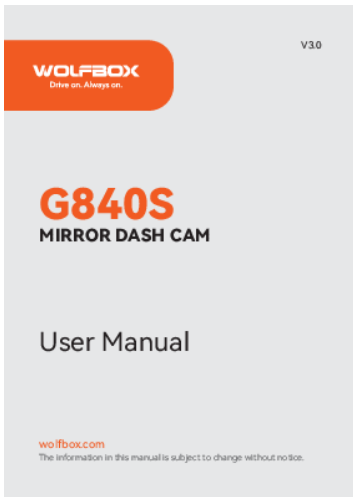 V3.0
WOLFBOX
Drive on. Always on.
G840S
MIRROR DASH CAM
User Manual
wolfbox.com
The information in this manual is subject to change without notice.